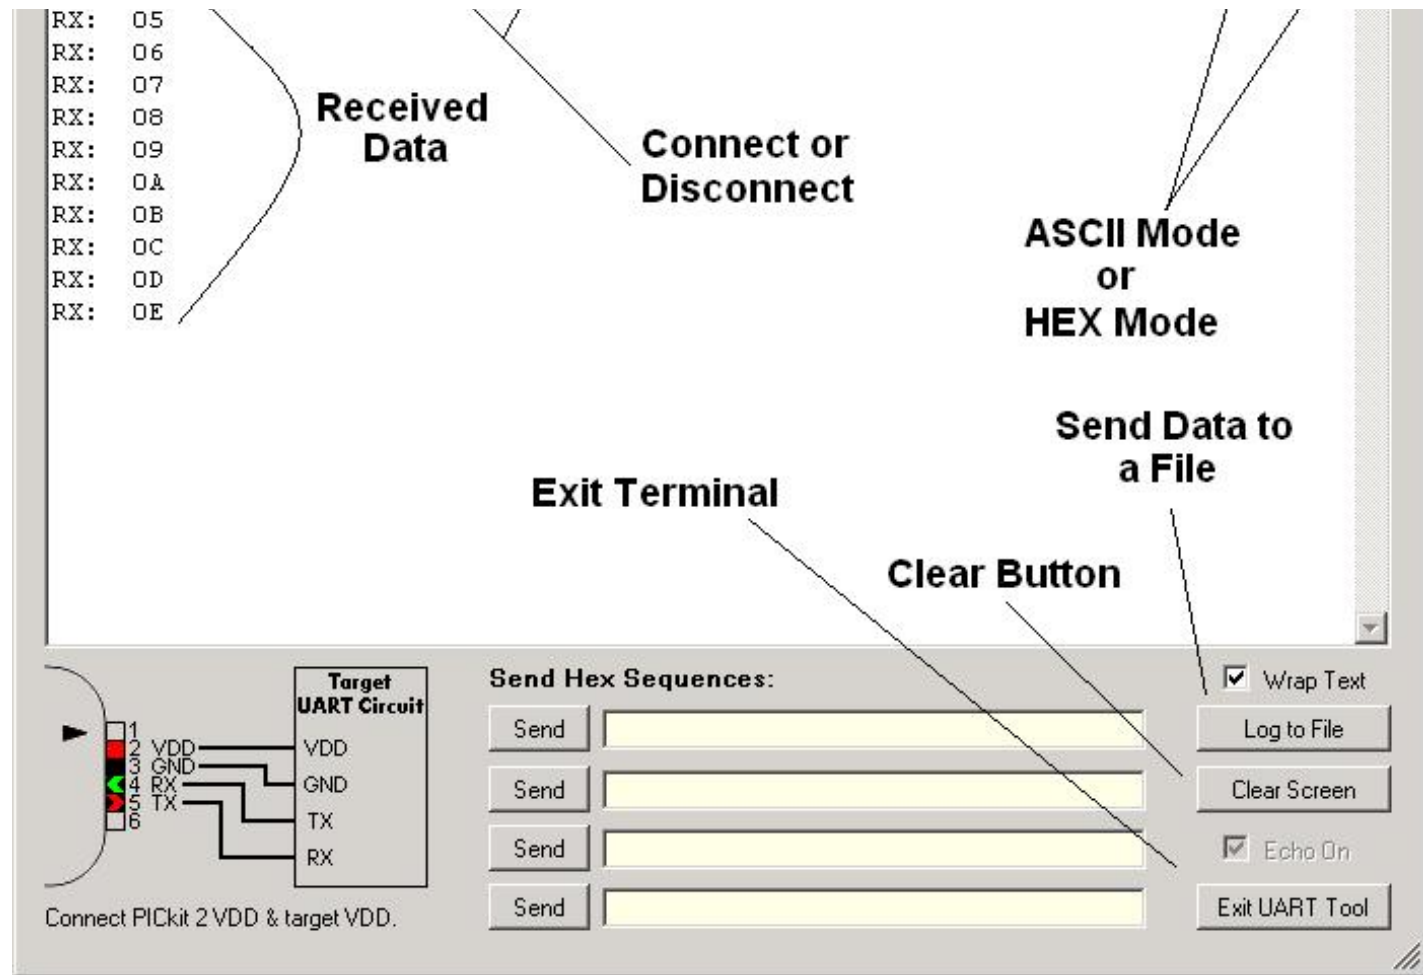 RX: 05
RX: 06
RX: 07
RX: 08
RX: 09
RX: 0A
RX: 0B
RX: 0C
RX: 0D
RX: 0E
Received
Data
Connect or
Disconnect
ASCII Mode
or
HEX Mode
Send Data to
a File
Exit Terminal
Clear Button
Target
UART Circuit
1
2 VDD
3 GND
4 RX
5 TX
6
VDD
GND
TX
RX
Connect PICkit 2 VDD & target VDD.
Send Hex Sequences:
Send
Send
Send
Send
Wrap Text
Log to File
Clear Screen
Echo On
Exit UART Tool